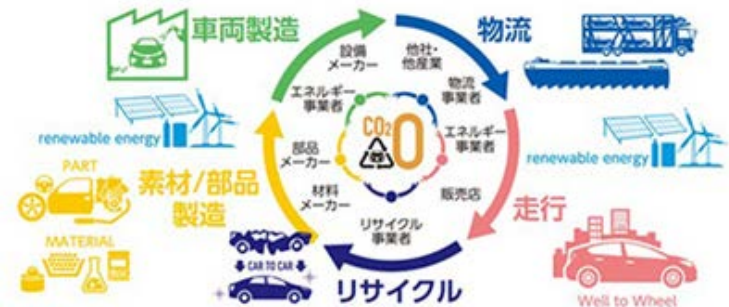 車両製造
物流
設備
メーカー
他社・
他産業
エネルギー
事業者
物流
事業者
CO₂
0
renewable energy
部品
メーカー
エネルギー
事業者
renewable energy
PART
素材/部品
製造
材料
メーカー
販売店
走行
MATERIAL
リサイクル
事業者
CAR TO CAR
リサイクル
Well to Wheel